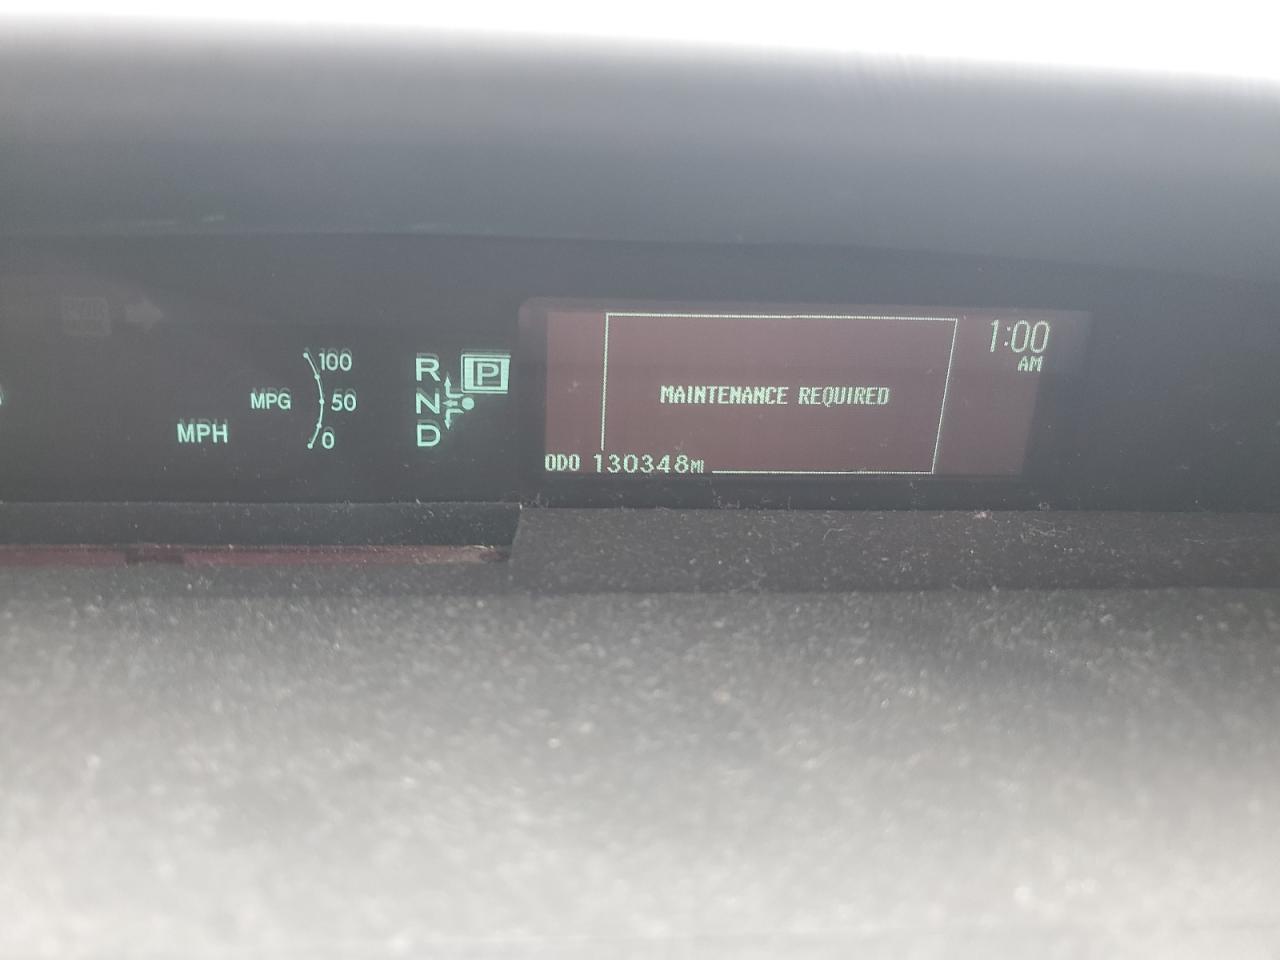 100
MPG 50
MPH
0
R P
N
D
1:00
AM
MAINTENANCE REQUIRED
ODO 130348MI